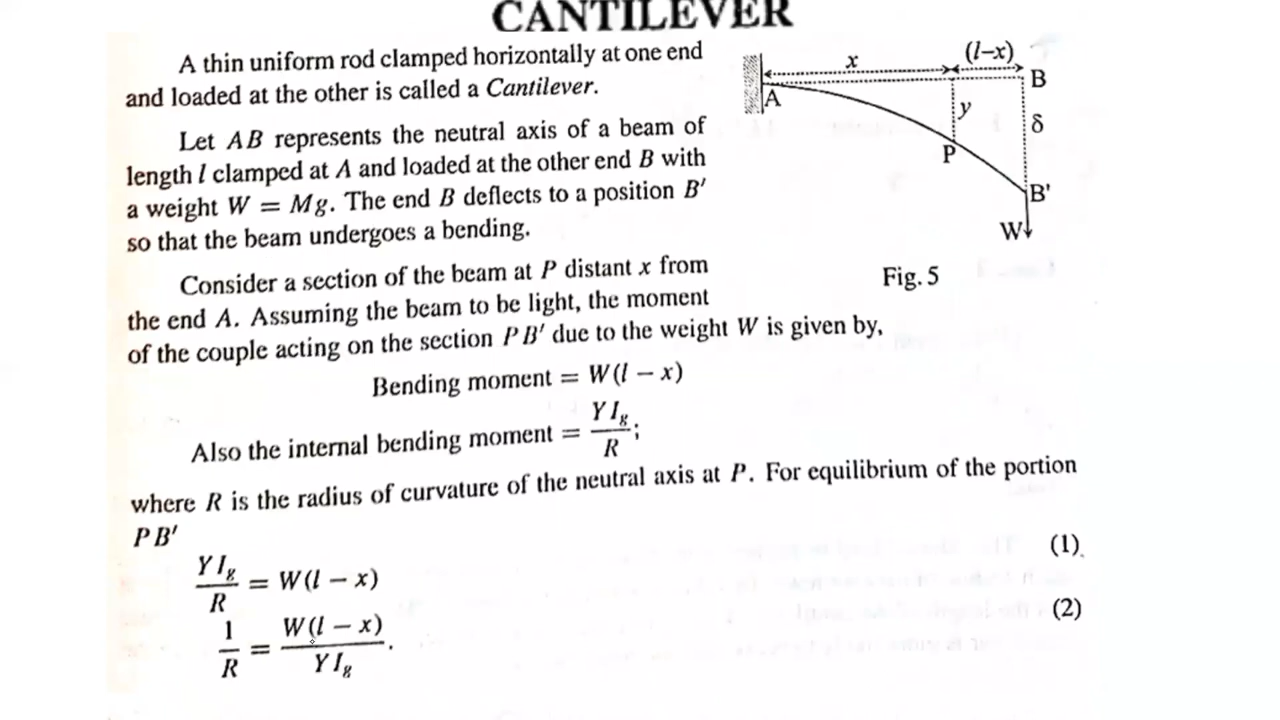 CANTILEVER
A thin uniform rod clamped horizontally at one end
and loaded at the other is called a Cantilever.
Let AB represents the neutral axis of a beam of
length l clamped at A and loaded at the other end B with
a weight W = Mg. The end B deflects to a position B′
so that the beam undergoes a bending.
Consider a section of the beam at P distant x from
the end A. Assuming the beam to be light, the moment
of the couple acting on the section PB′ due to the weight W is given by,
x
(l–x)
A
B
y
δ
P
B'
W
Fig. 5
Bending moment = W(l − x)
Also the internal bending moment = Y I_g / R ;
where R is the radius of curvature of the neutral axis at P. For equilibrium of the portion
PB′
Y I_g / R = W(l − x) (1)
1 / R = W(l − x) / Y I_g . (2)